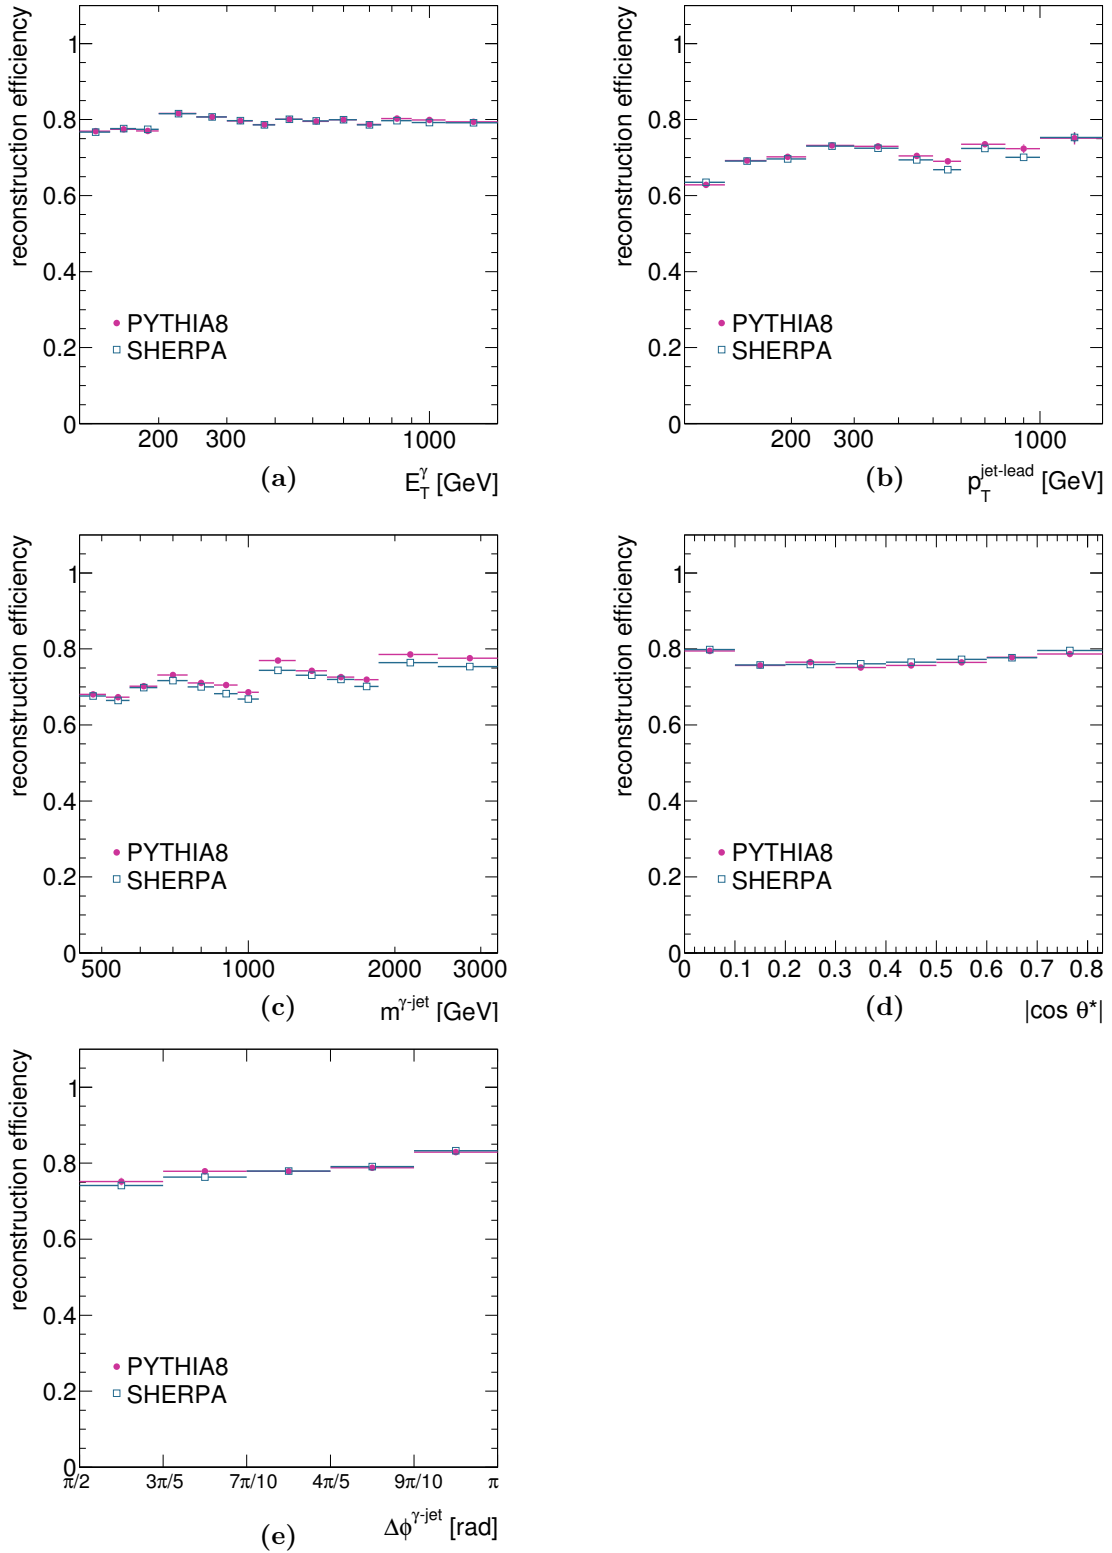 reconstruction efficiency
1
0.8
0.6
0.4
0.2
0
PYTHIA8
SHERPA
200 300 1000
(a)
E_T^γ [GeV]
reconstruction efficiency
1
0.8
0.6
0.4
0.2
0
PYTHIA8
SHERPA
200 300 1000
(b)
p_T^jet-lead [GeV]
reconstruction efficiency
1
0.8
0.6
0.4
0.2
0
PYTHIA8
SHERPA
500 1000 2000 3000
(c)
m^γ-jet [GeV]
reconstruction efficiency
1
0.8
0.6
0.4
0.2
0
PYTHIA8
SHERPA
0 0.1 0.2 0.3 0.4 0.5 0.6 0.7 0.8
(d)
|cos θ*|
reconstruction efficiency
1
0.8
0.6
0.4
0.2
0
PYTHIA8
SHERPA
π/2 3π/5 7π/10 4π/5 9π/10 π
(e)
Δϕ^γ-jet [rad]